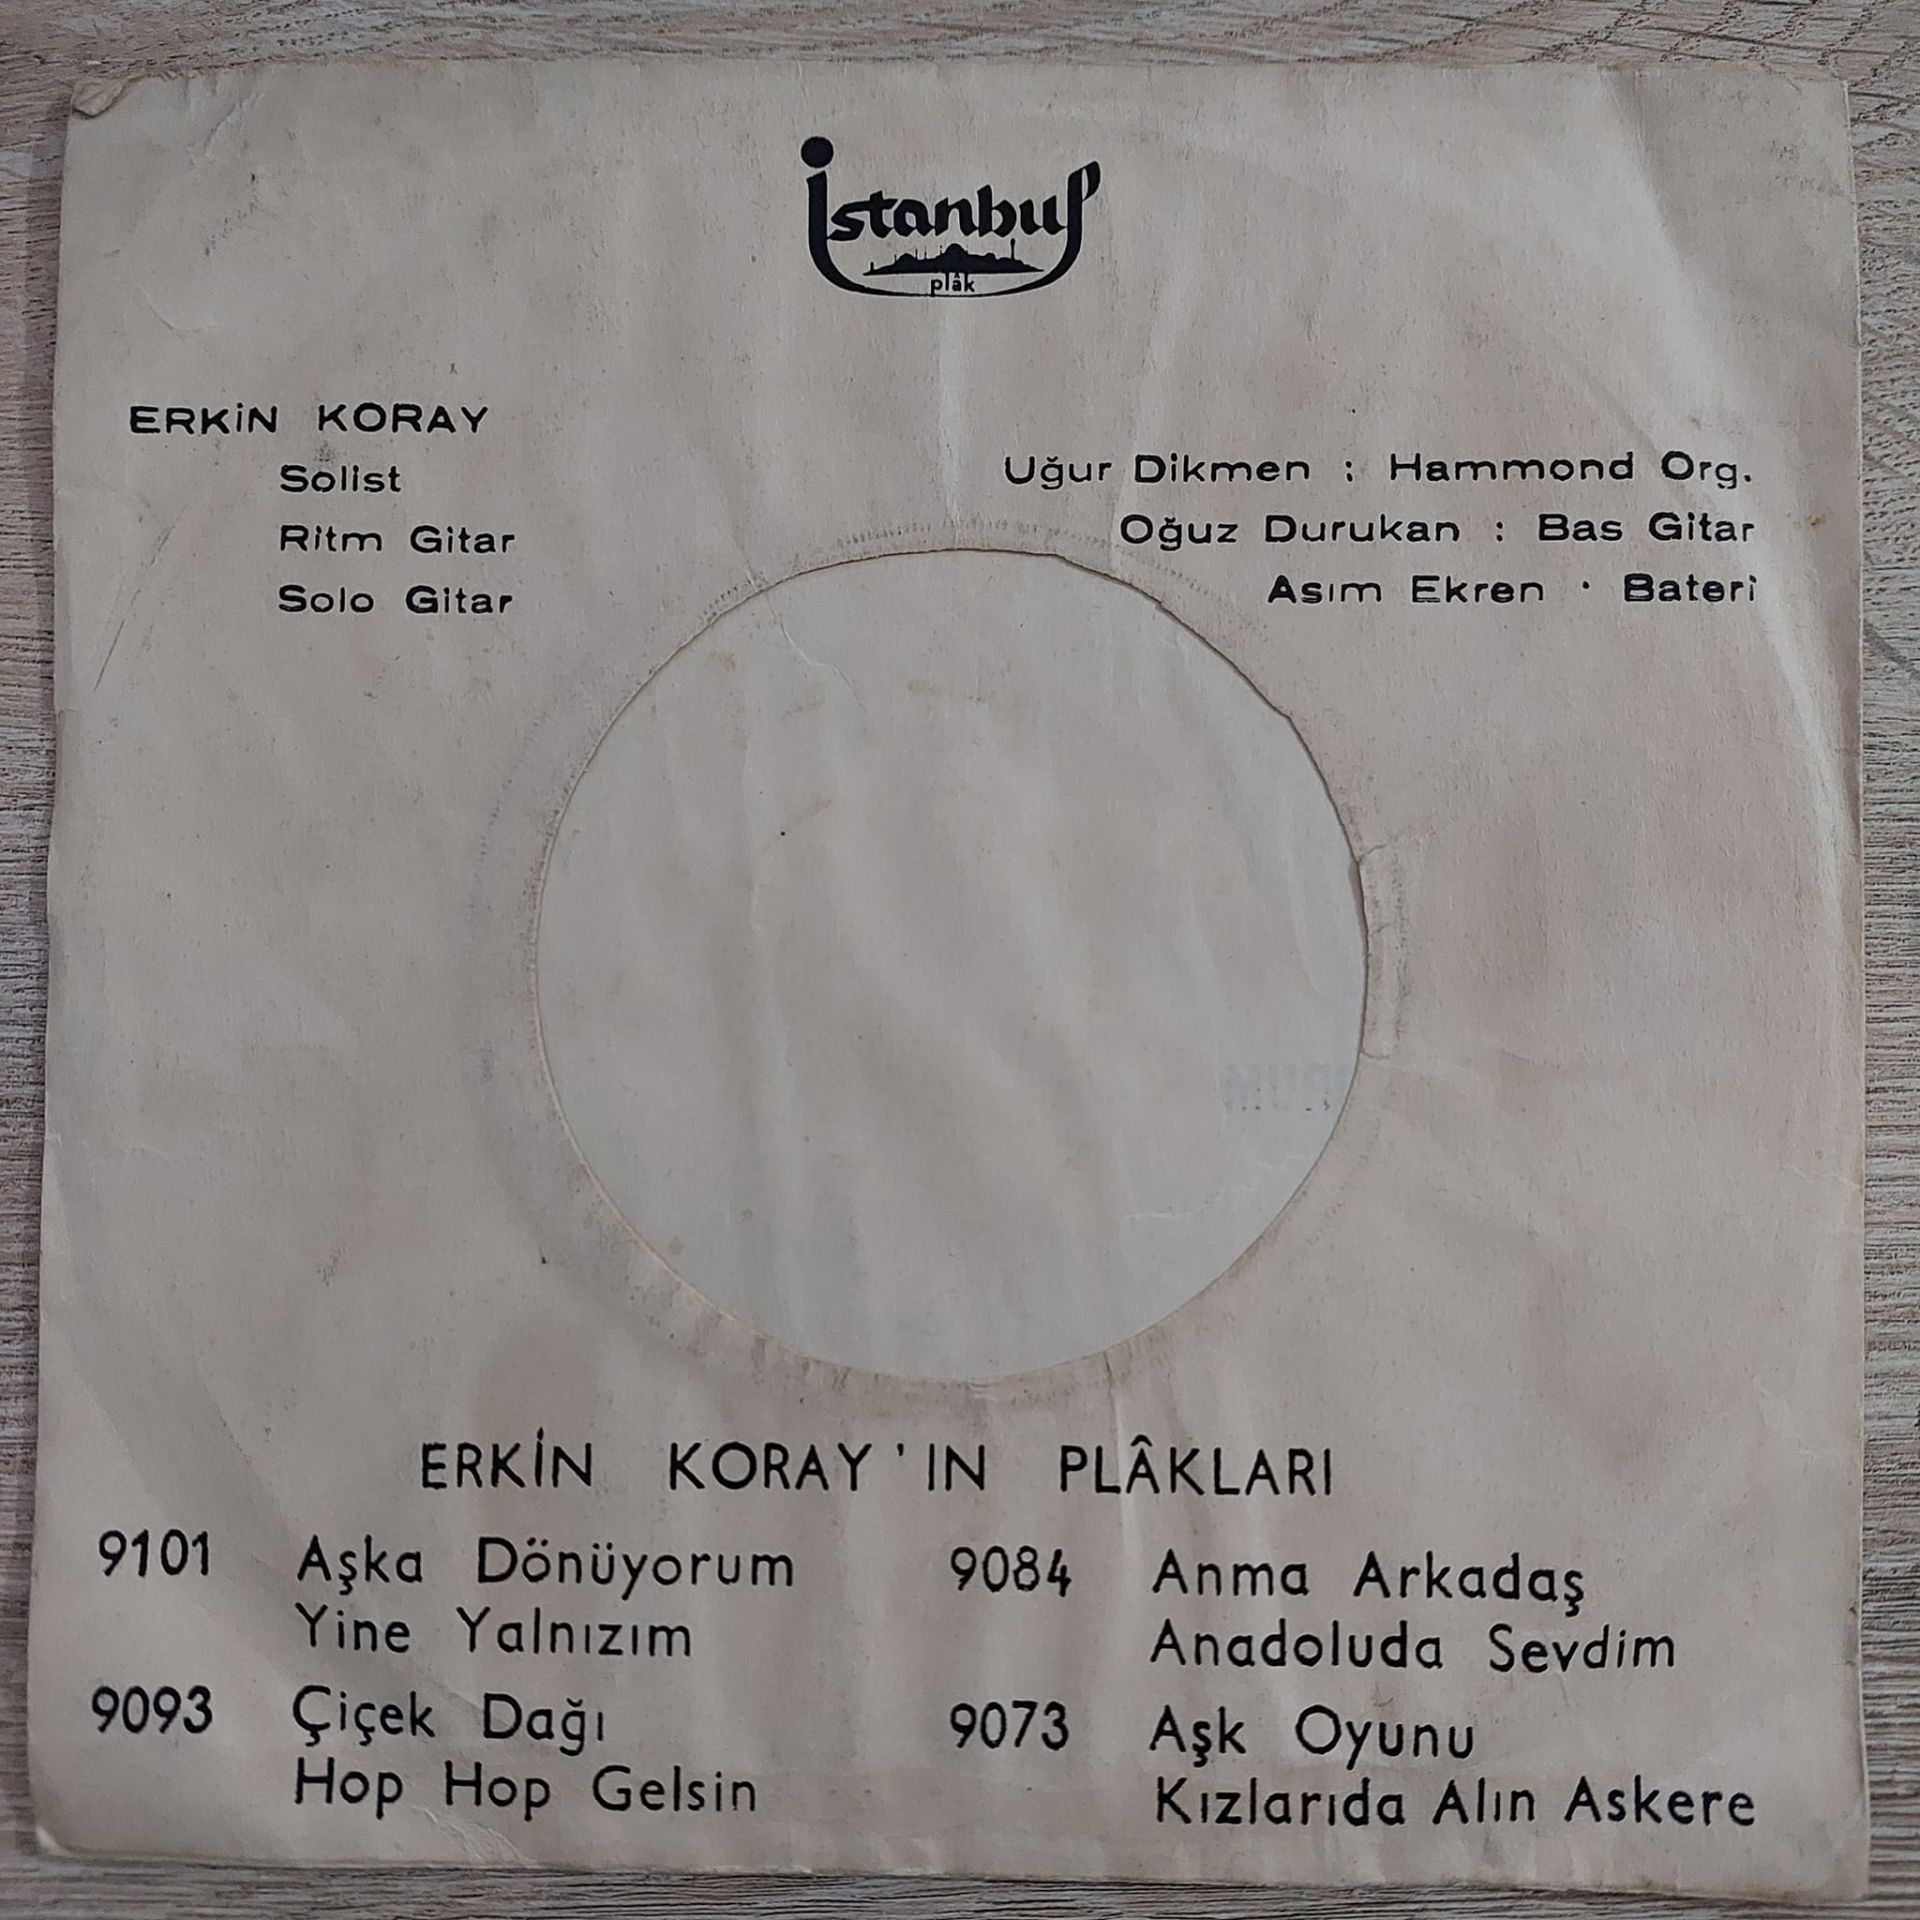 istanbul
plâk
ERKiN KORAY
Solist
Ritm Gitar
Solo Gitar
Uğur Dikmen : Hammond Org.
Oğuz Durukan : Bas Gitar
Asım Ekren · Bateri
ERKİN KORAY'IN PLÂKLARI
9101 Aşka Dönüyorum
Yine Yalnızım
9093 Çiçek Dağı
Hop Hop Gelsin
9084 Anma Arkadaş
Anadoluda Sevdim
9073 Aşk Oyunu
Kızlarıda Alın Askere